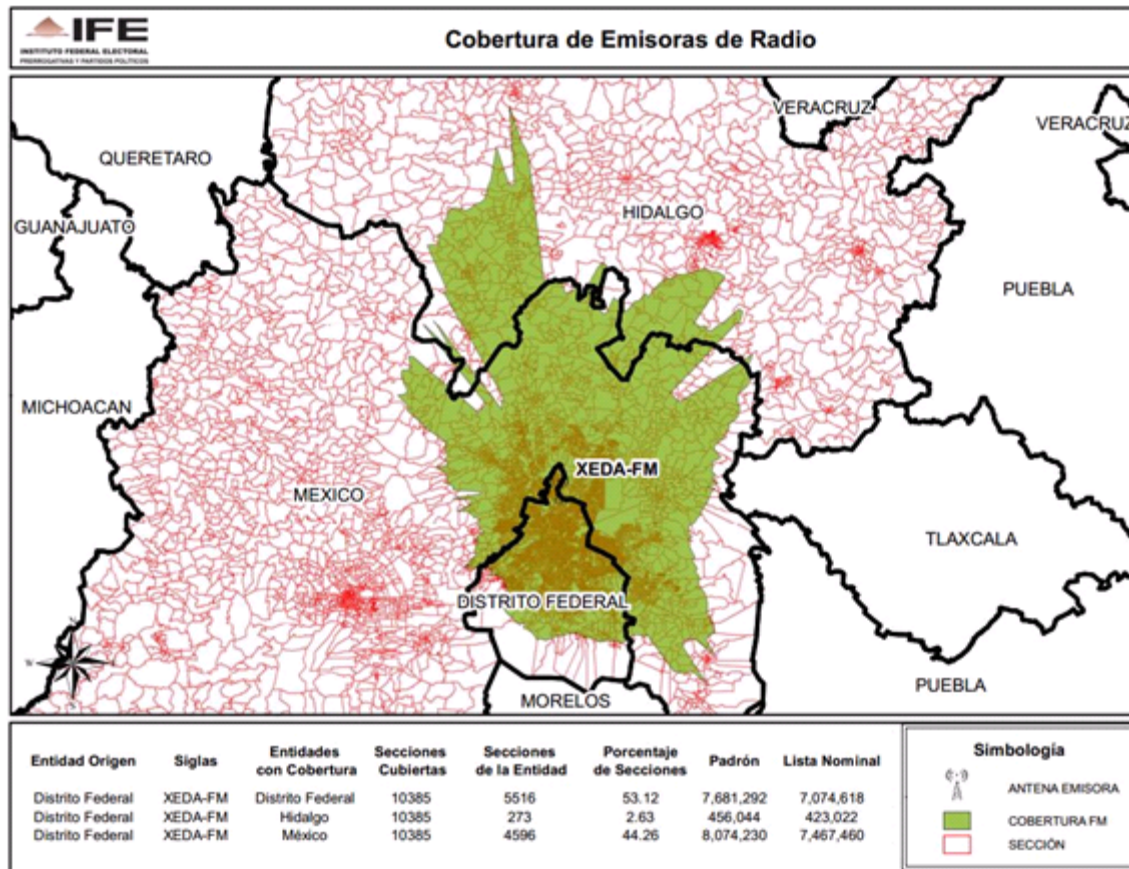 IFE
INSTITUTO FEDERAL ELECTORAL
PRERROGATIVAS Y PARTIDOS POLÍTICOS
Cobertura de Emisoras de Radio
VERACRUZ
VERACRUZ
QUERETARO
HIDALGO
GUANAJUATO
PUEBLA
MICHOACAN
XEDA-FM
MEXICO
TLAXCALA
DISTRITO FEDERAL
PUEBLA
MORELOS
Entidad Origen Siglas Entidades con Cobertura Secciones Cubiertas Secciones de la Entidad Porcentaje de Secciones Padrón Lista Nominal
Distrito Federal XEDA-FM Distrito Federal 10385 5516 53.12 7,681,292 7,074,618
Distrito Federal XEDA-FM Hidalgo 10385 273 2.63 456,044 423,022
Distrito Federal XEDA-FM México 10385 4596 44.26 8,074,230 7,467,460
Simbología
ANTENA EMISORA
COBERTURA FM
SECCIÓN